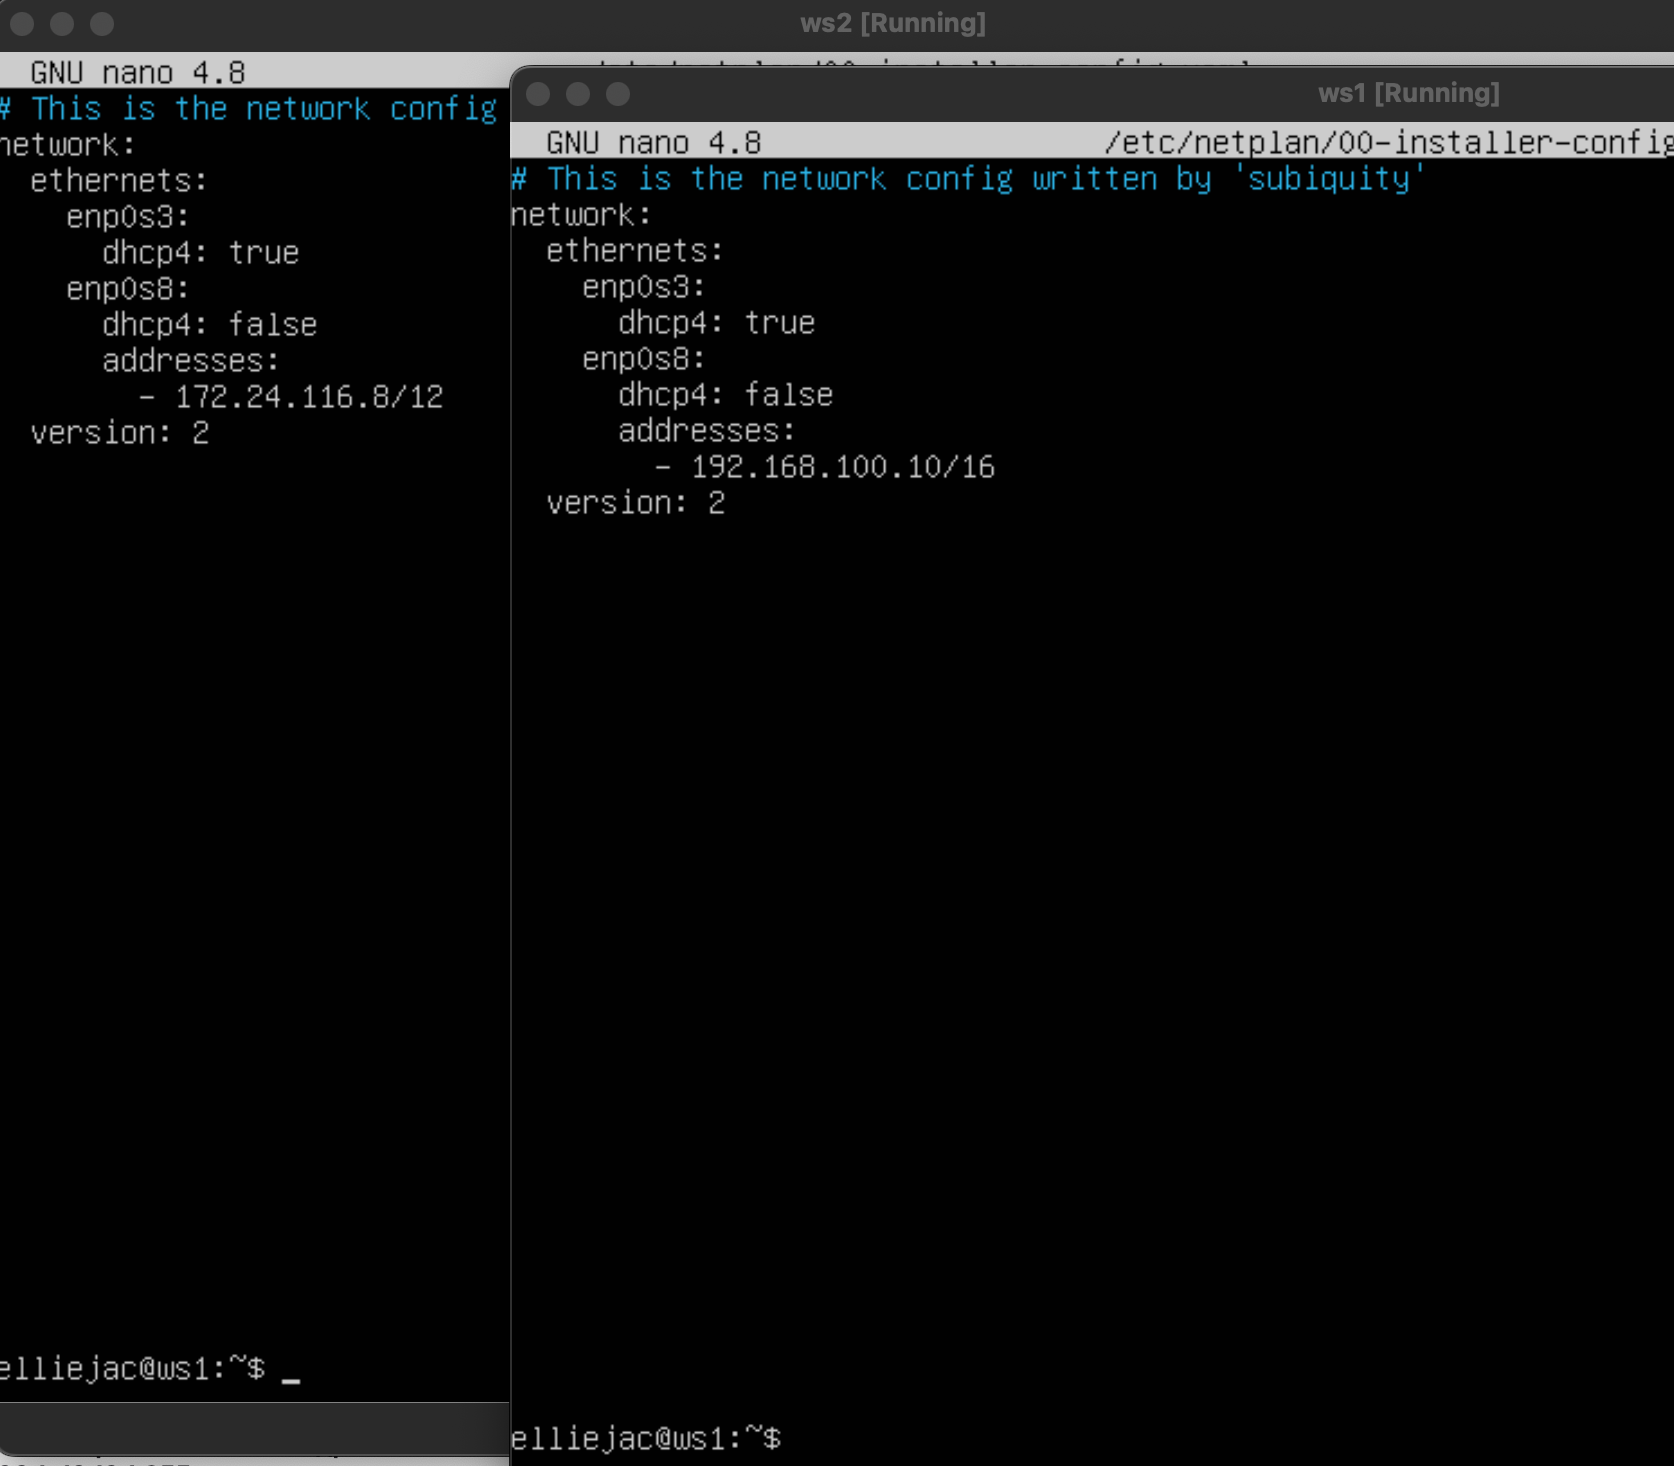 ws2 [Running]
GNU nano 4.8
# This is the network config
network:
  ethernets:
    enp0s3:
      dhcp4: true
    enp0s8:
      dhcp4: false
      addresses:
        - 172.24.116.8/12
  version: 2
elliejac@ws1:~$ _
ws1 [Running]
GNU nano 4.8 /etc/netplan/00-installer-config
# This is the network config written by 'subiquity'
network:
  ethernets:
    enp0s3:
      dhcp4: true
    enp0s8:
      dhcp4: false
      addresses:
        - 192.168.100.10/16
  version: 2
elliejac@ws1:~$